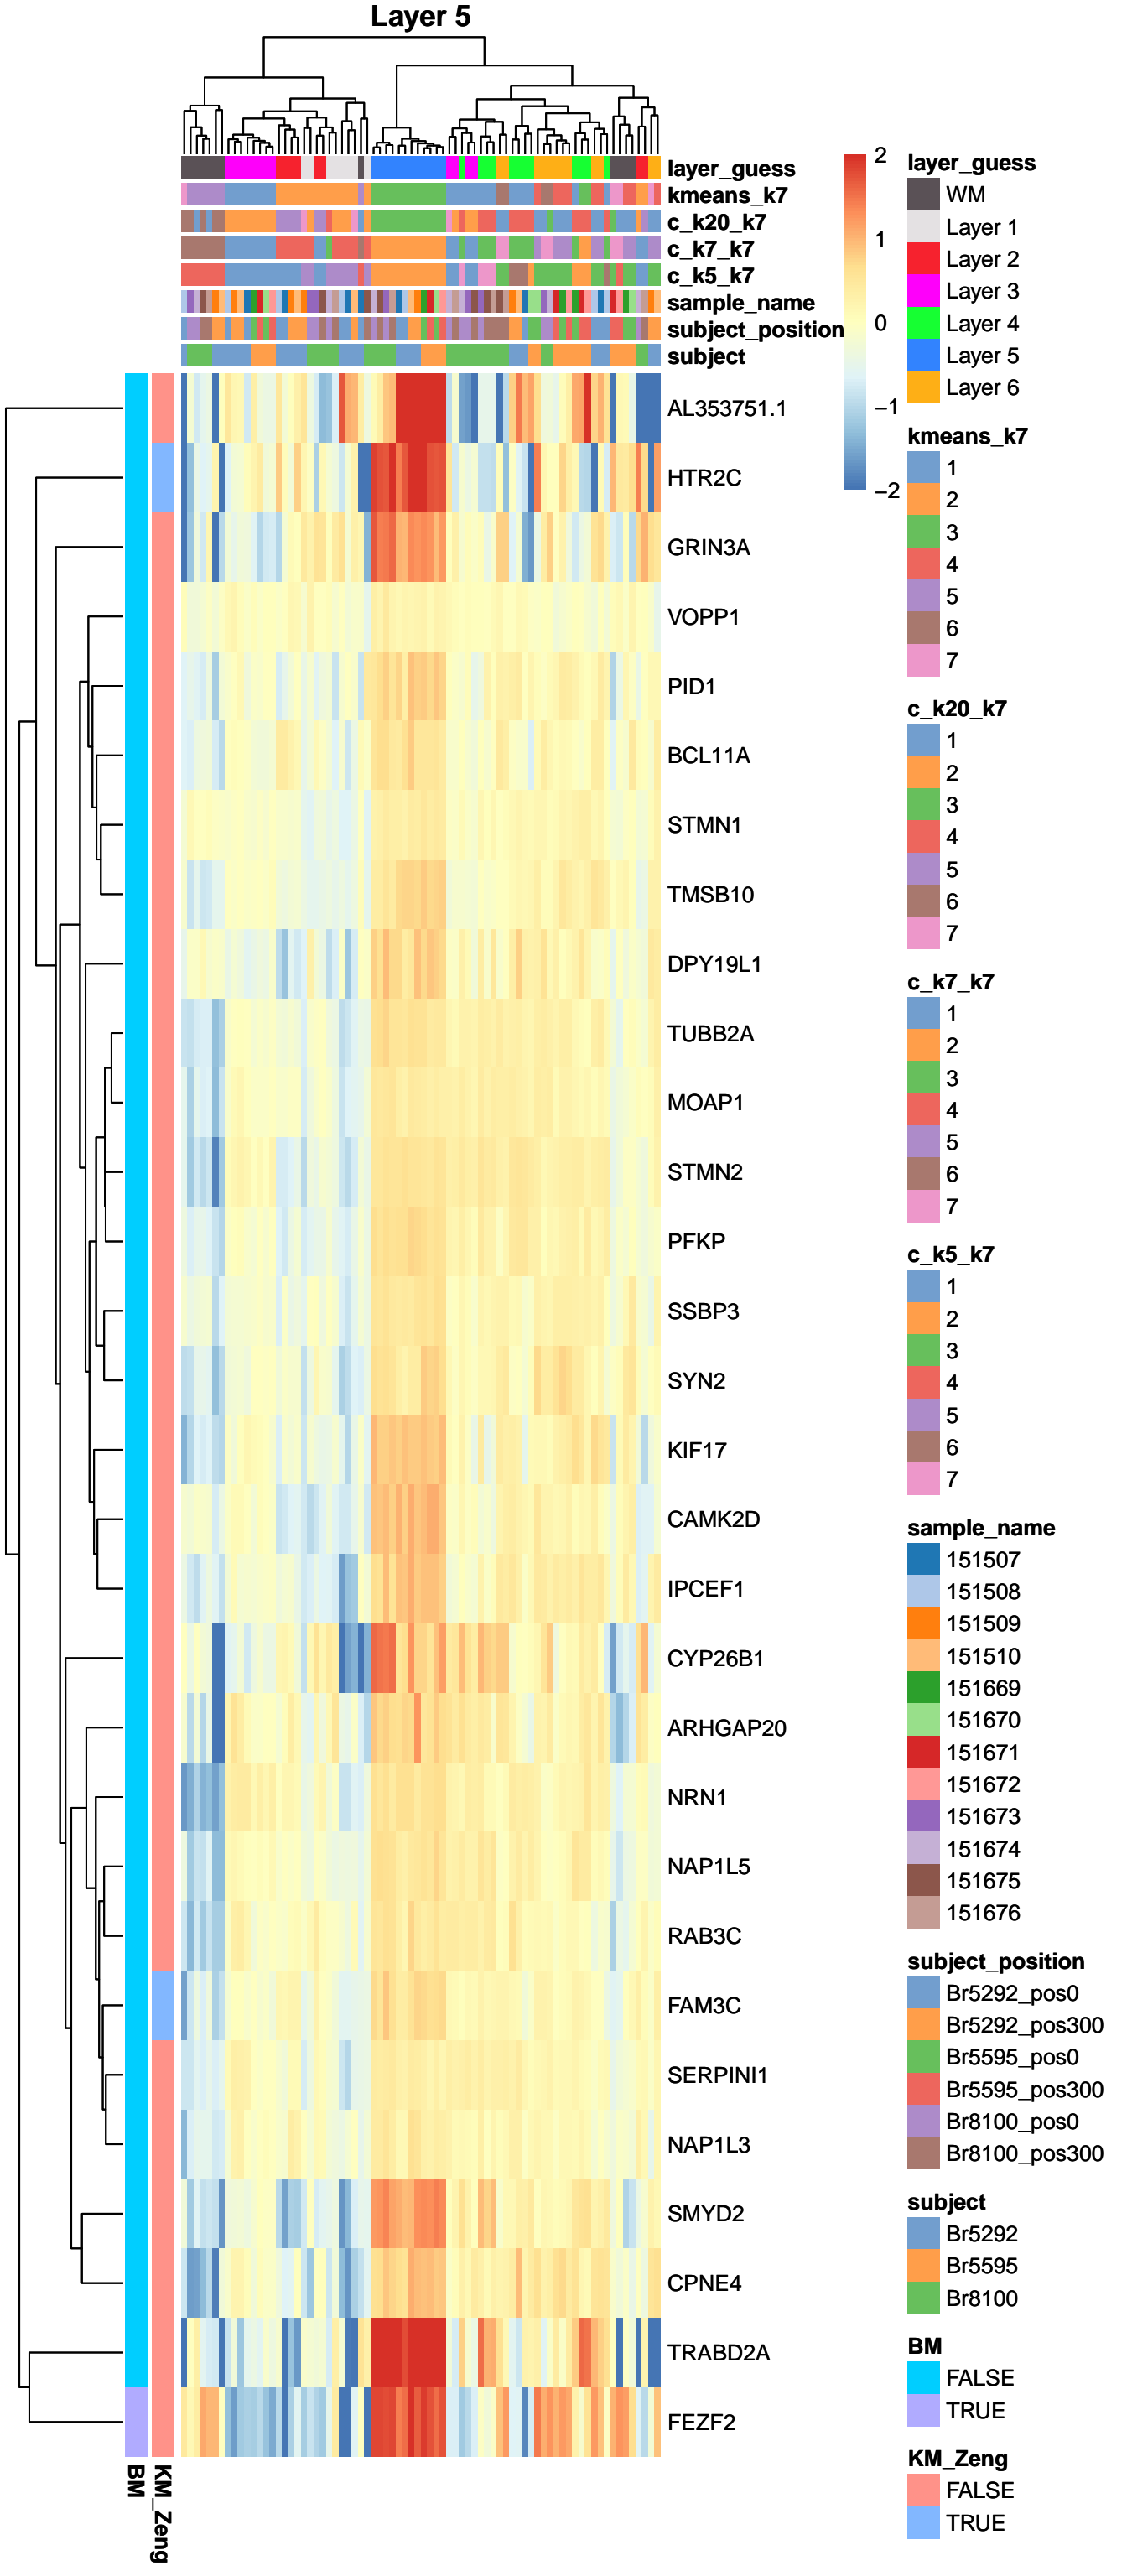 Layer 5
layer_guess
kmeans_k7
c_k20_k7
c_k7_k7
c_k5_k7
sample_name
subject_position
subject
AL353751.1
HTR2C
GRIN3A
VOPP1
PID1
BCL11A
STMN1
TMSB10
DPY19L1
TUBB2A
MOAP1
STMN2
PFKP
SSBP3
SYN2
KIF17
CAMK2D
IPCEF1
CYP26B1
ARHGAP20
NRN1
NAP1L5
RAB3C
FAM3C
SERPINI1
NAP1L3
SMYD2
CPNE4
TRABD2A
FEZF2
BM
KM_Zeng
2
1
0
−1
−2
layer_guess
WM
Layer 1
Layer 2
Layer 3
Layer 4
Layer 5
Layer 6
kmeans_k7
1
2
3
4
5
6
7
c_k20_k7
1
2
3
4
5
6
7
c_k7_k7
1
2
3
4
5
6
7
c_k5_k7
1
2
3
4
5
6
7
sample_name
151507
151508
151509
151510
151669
151670
151671
151672
151673
151674
151675
151676
subject_position
Br5292_pos0
Br5292_pos300
Br5595_pos0
Br5595_pos300
Br8100_pos0
Br8100_pos300
subject
Br5292
Br5595
Br8100
BM
FALSE
TRUE
KM_Zeng
FALSE
TRUE